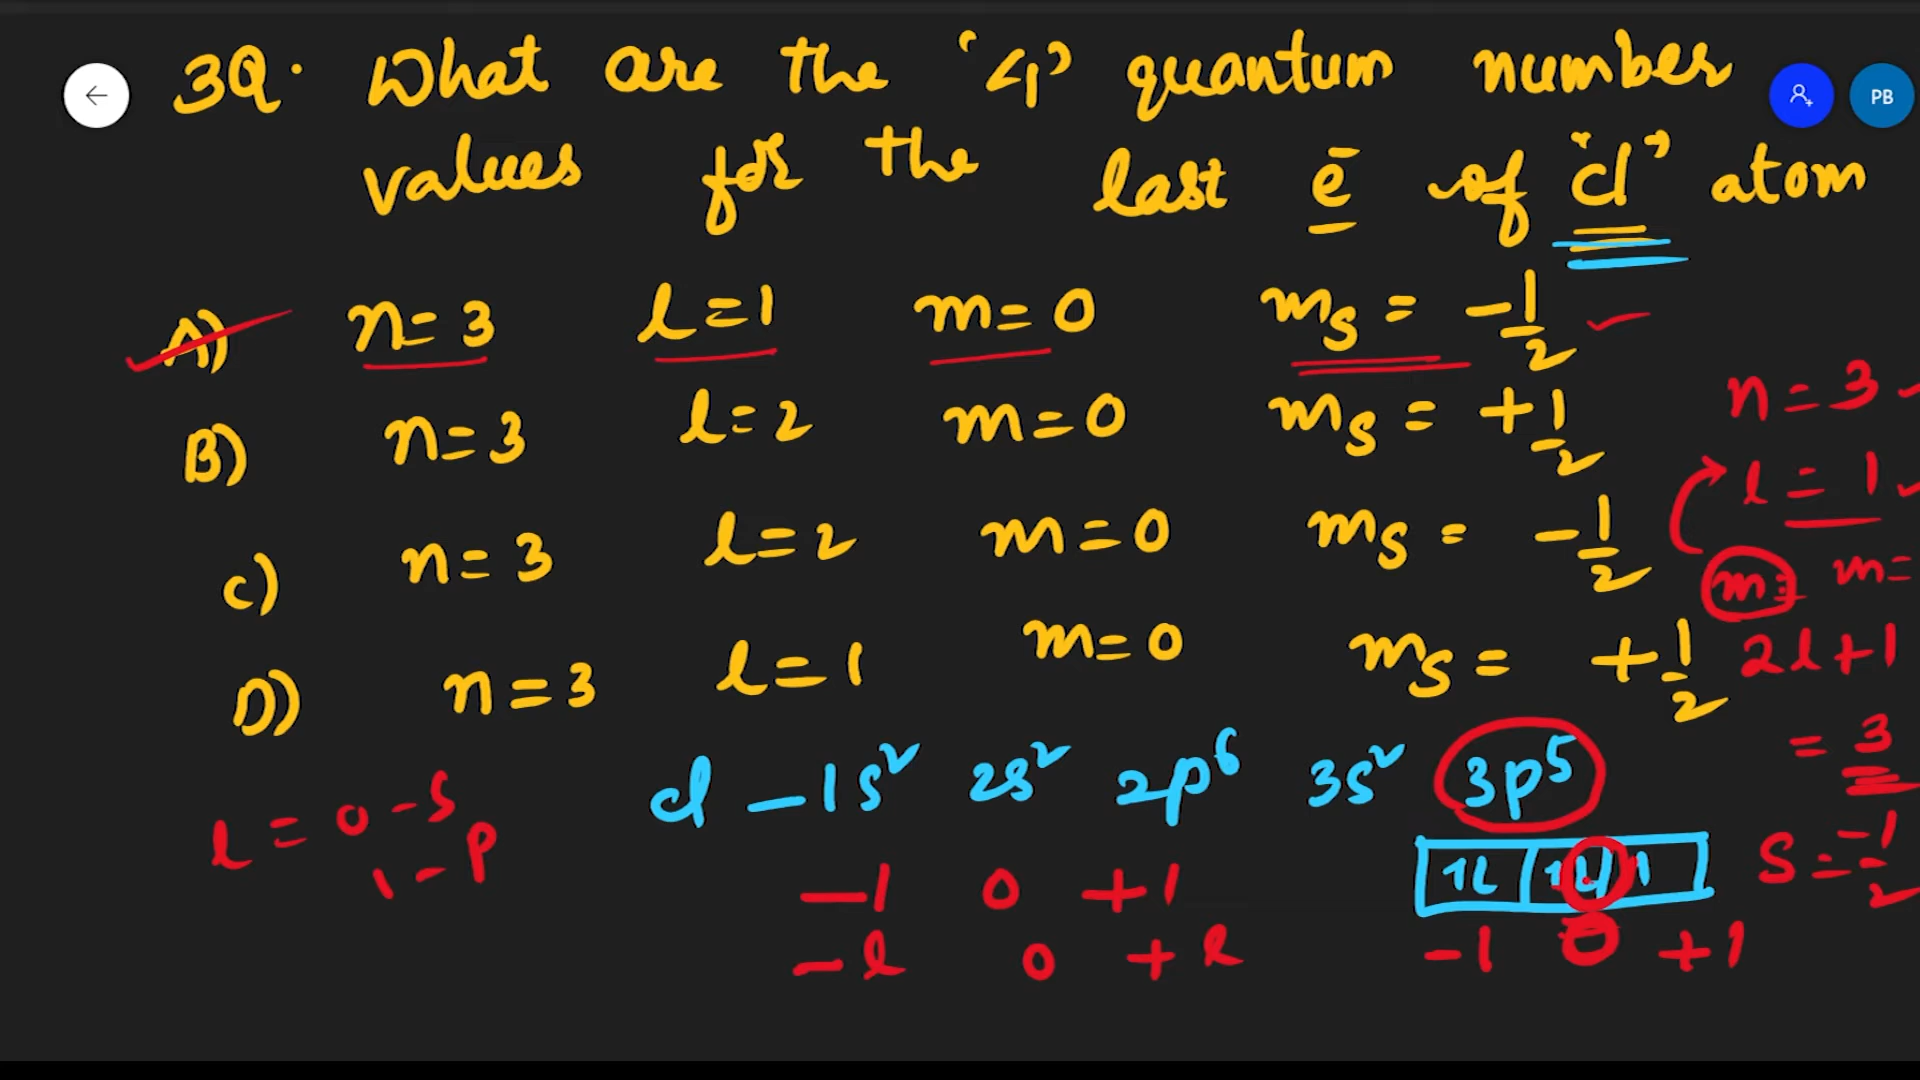 3Q. What are the '4' quantum number
PB
values for the last e̅ of "cl" atom
A) n=3 l=1 m=0 ms = -1/2
B) n=3 l=2 m=0 ms = +1/2
C) n=3 l=2 m=0 ms = -1/2
D) n=3 l=1 m=0 ms = +1/2
n=3
l=1
m= m=
2l+1
= 3
S = -1/2
cl - 1s² 2s² 2p⁶ 3s² 3p⁵
l = 0 - S
1 - p
-1 0 +1
-l 0 +l
-1 0 +1